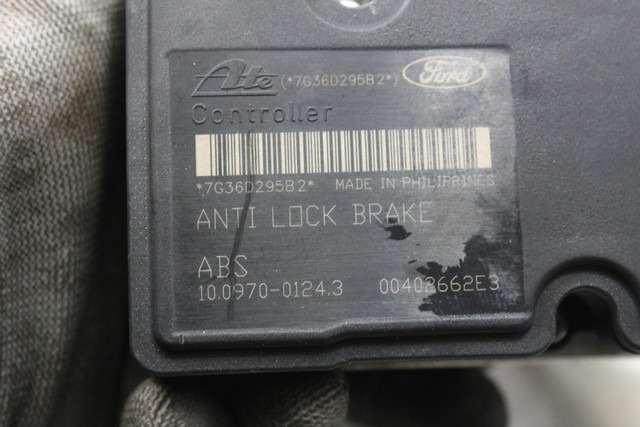 Ate (*7G36D295B2*) Ford
Controller
*7G36D295B2* MADE IN PHILIPPINES
ANTI LOCK BRAKE
ABS
10.0970-0124.3 00402662E3